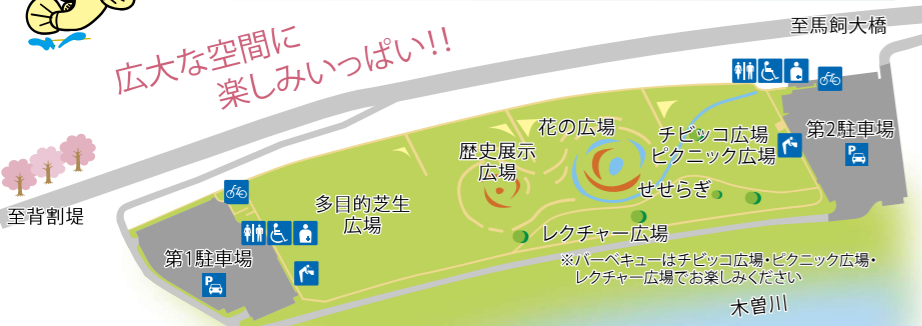 広大な空間に
楽しみいっぱい!!
至馬飼大橋
至背割堤
花の広場
歴史展示
広場
チビッコ広場
ピクニック広場
第2駐車場
P
せせらぎ
多目的芝生
広場
レクチャー広場
第1駐車場
P
※バーベキューはチビッコ広場・ピクニック広場・
レクチャー広場でお楽しみください
木曽川